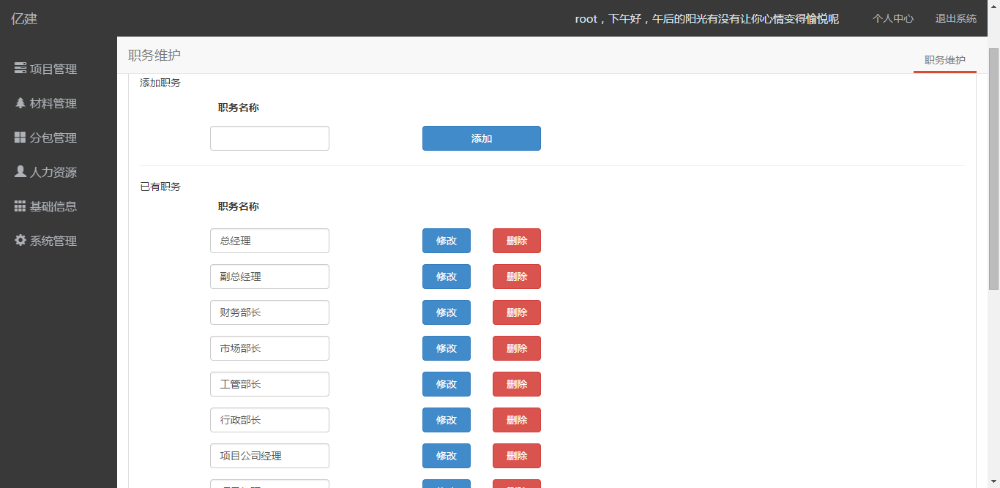 亿建
root，下午好，午后的阳光有没有让你心情变得愉悦呢
个人中心
退出系统
项目管理
材料管理
分包管理
人力资源
基础信息
系统管理
职务维护
职务维护
添加职务
职务名称
添加
已有职务
职务名称
总经理 修改 删除
副总经理 修改 删除
财务部长 修改 删除
市场部长 修改 删除
工管部长 修改 删除
行政部长 修改 删除
项目公司经理 修改 删除